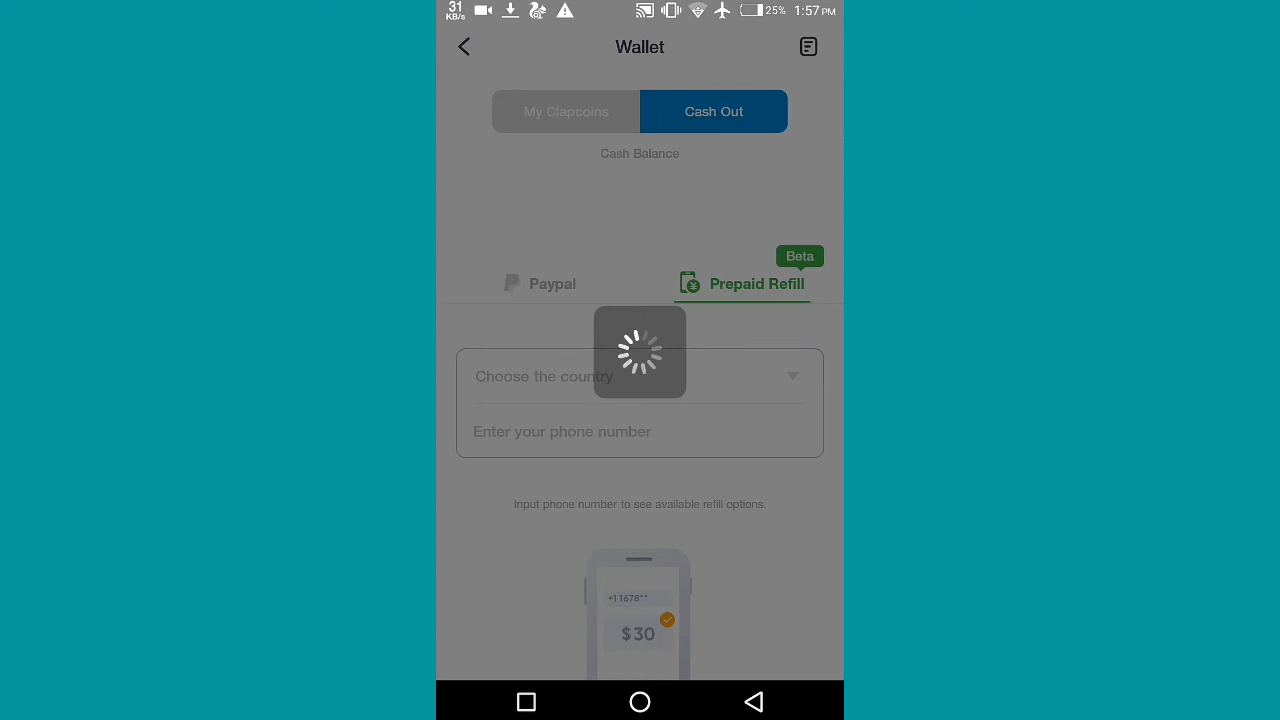 31
KB/s
25%
1:57 PM
Wallet
My Clapcoins
Cash Out
Cash Balance
Beta
Paypal
Prepaid Refill
Choose the country
Enter your phone number
Input phone number to see available refill options.
+11678**
$30